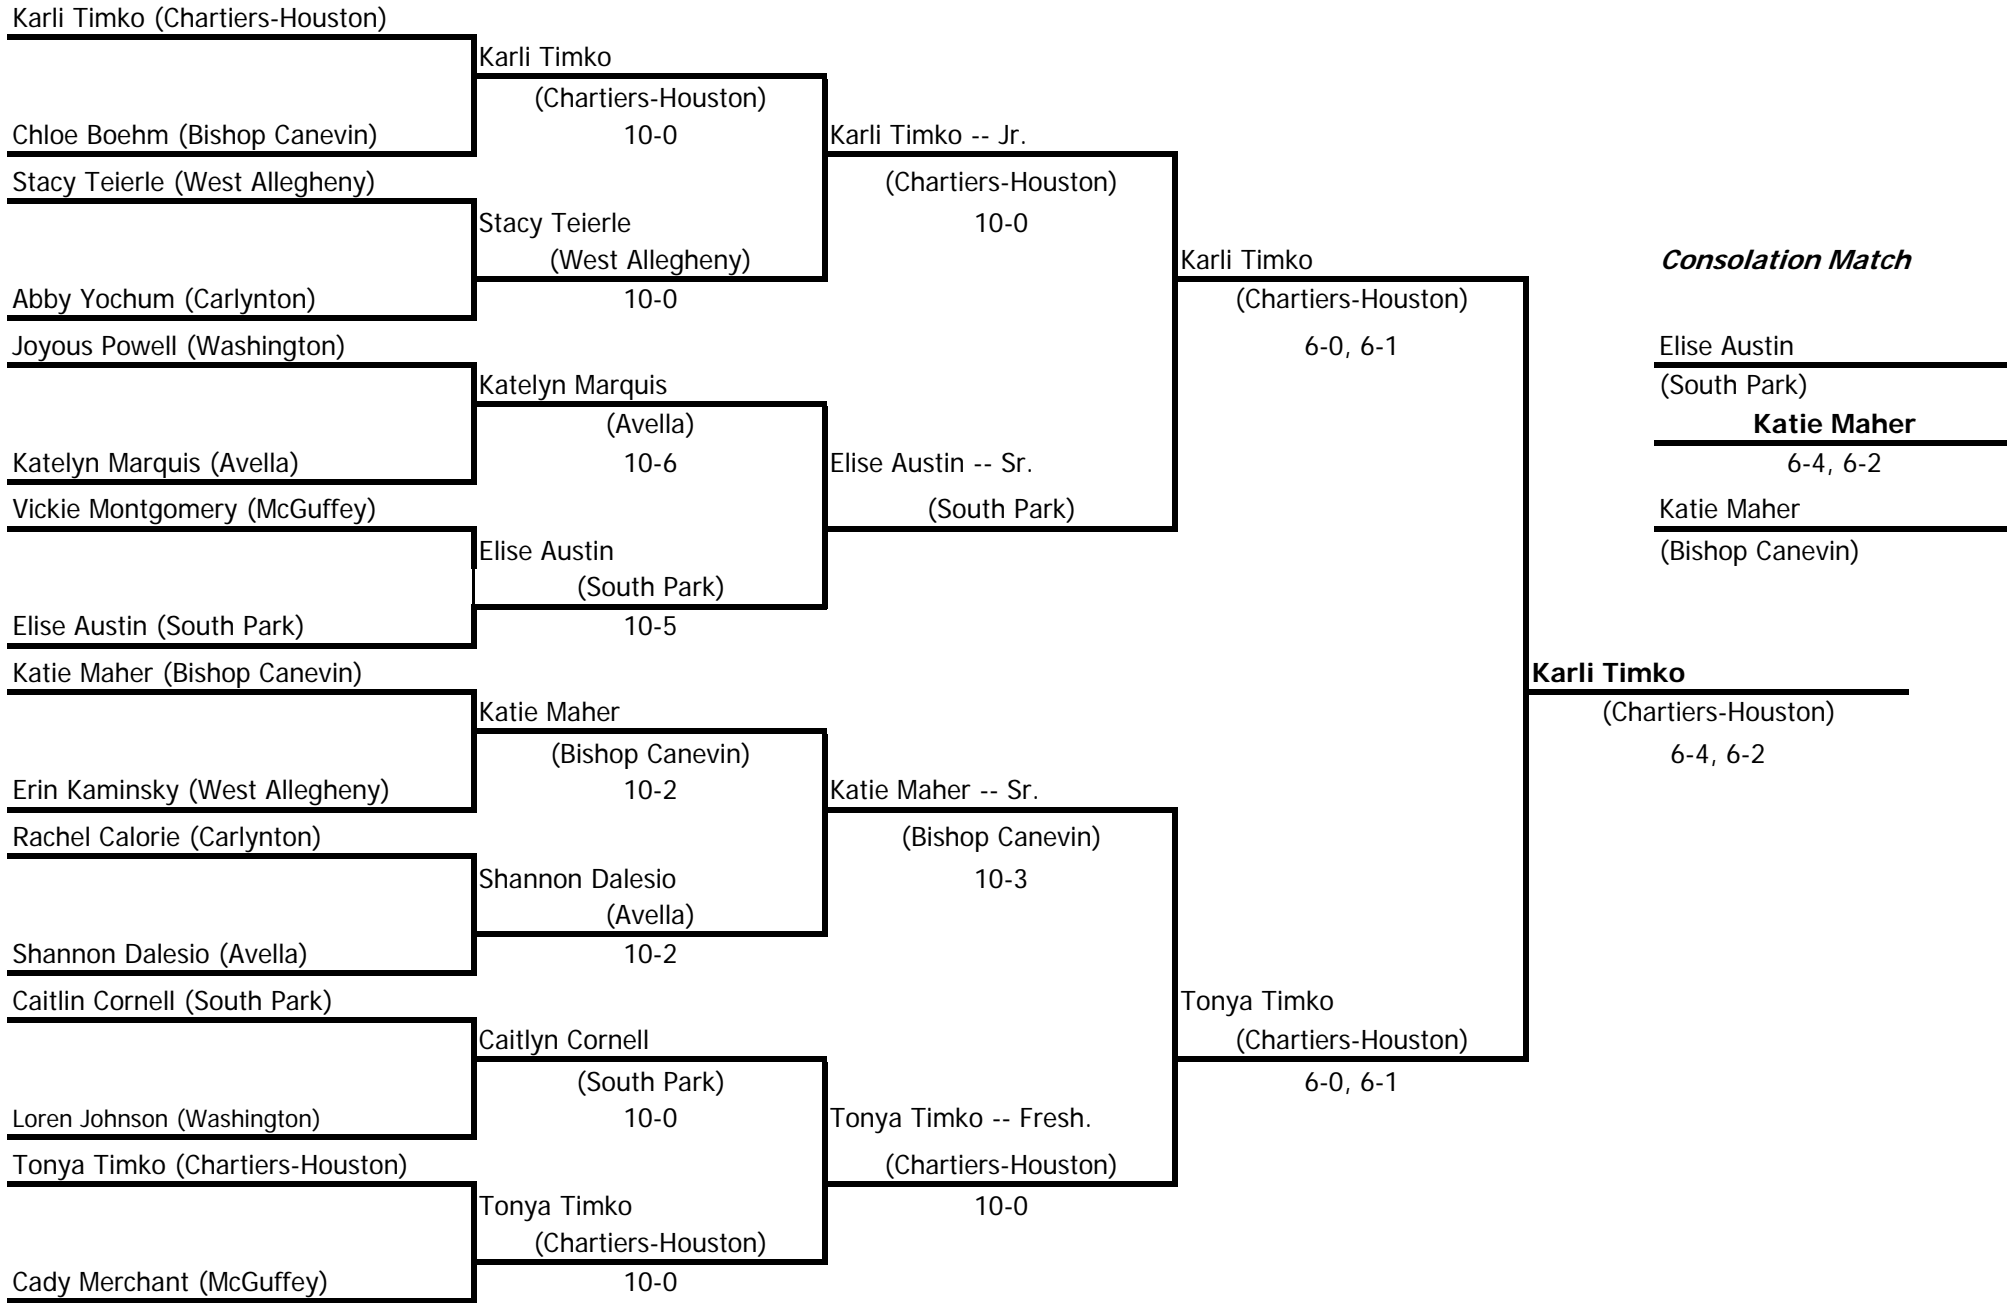 Karli Timko (Chartiers-Houston)
Chloe Boehm (Bishop Canevin)
Stacy Teierle (West Allegheny)
Abby Yochum (Carlynton)
Joyous Powell (Washington)
Katelyn Marquis (Avella)
Vickie Montgomery (McGuffey)
Elise Austin (South Park)
Katie Maher (Bishop Canevin)
Erin Kaminsky (West Allegheny)
Rachel Calorie (Carlynton)
Shannon Dalesio (Avella)
Caitlin Cornell (South Park)
Loren Johnson (Washington)
Tonya Timko (Chartiers-Houston)
Cady Merchant (McGuffey)
Karli Timko
(Chartiers-Houston)
10-0
Stacy Teierle
(West Allegheny)
10-0
Katelyn Marquis
(Avella)
10-6
Elise Austin
(South Park)
10-5
Katie Maher
(Bishop Canevin)
10-2
Shannon Dalesio
(Avella)
10-2
Caitlyn Cornell
(South Park)
10-0
Tonya Timko
(Chartiers-Houston)
10-0
Karli Timko -- Jr.
(Chartiers-Houston)
10-0
Elise Austin -- Sr.
(South Park)
Katie Maher -- Sr.
(Bishop Canevin)
10-3
Tonya Timko -- Fresh.
(Chartiers-Houston)
10-0
Karli Timko
(Chartiers-Houston)
6-0, 6-1
Tonya Timko
(Chartiers-Houston)
6-0, 6-1
Karli Timko
(Chartiers-Houston)
6-4, 6-2
Consolation Match
Elise Austin
(South Park)
Katie Maher
6-4, 6-2
Katie Maher
(Bishop Canevin)